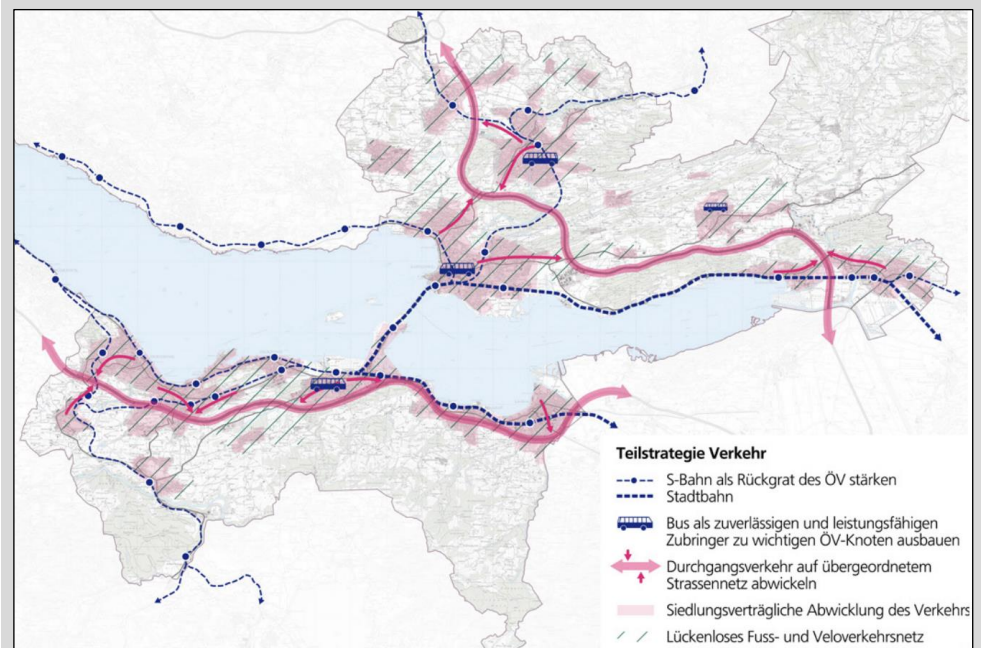 Teilstrategie Verkehr
S-Bahn als Rückgrat des ÖV stärken
Stadtbahn
Bus als zuverlässigen und leistungsfähigen
Zubringer zu wichtigen ÖV-Knoten ausbauen
Durchgangsverkehr auf übergeordnetem
Strassennetz abwickeln
Siedlungsverträgliche Abwicklung des Verkehrs
Lückenloses Fuss- und Veloverkehrsnetz